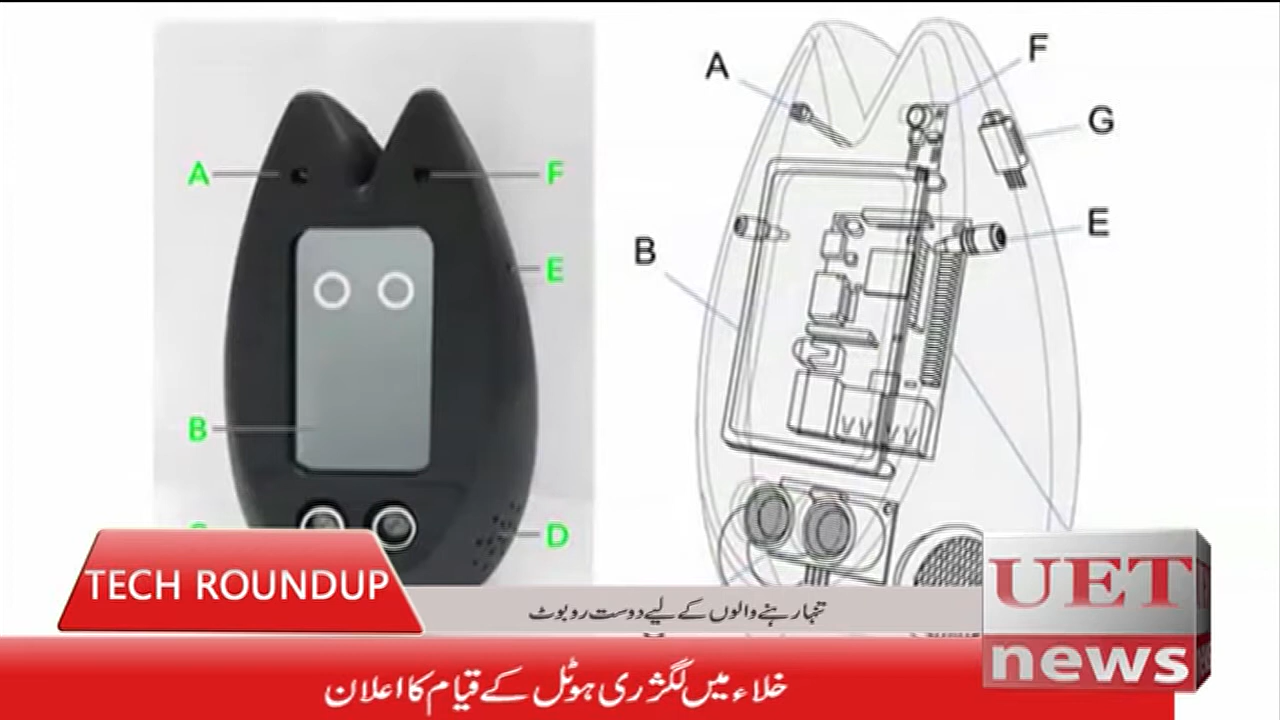 A
F
A
F
G
E
B
E
B
D
TECH ROUNDUP
تنہا رہنے والوں کے لیے دوست روبوٹ
خلاء میں لگژری ہوٹل کے قیام کا اعلان
UET
news